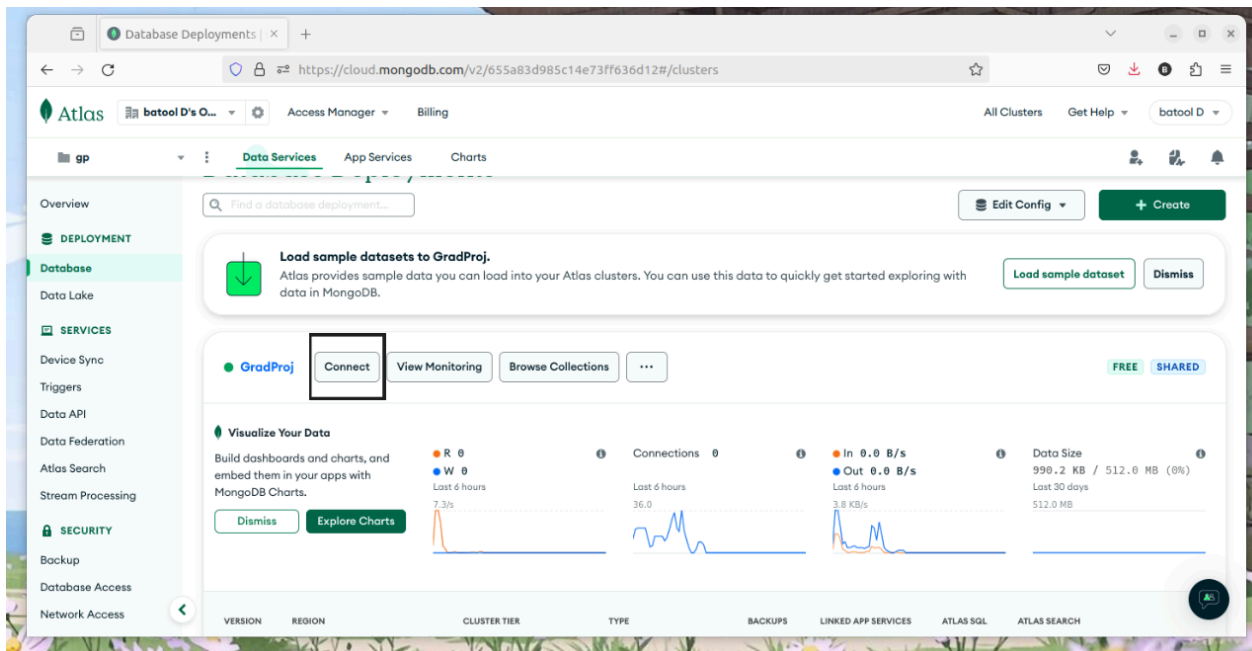 Database Deployments |
https://cloud.mongodb.com/v2/655a83d985c14e73ff636d12#/clusters
Atlas batool D's O... Access Manager Billing All Clusters Get Help batool D
gp Data Services App Services Charts
Database Deployments
Overview
DEPLOYMENT
Database
Data Lake
SERVICES
Device Sync
Triggers
Data API
Data Federation
Atlas Search
Stream Processing
SECURITY
Backup
Database Access
Network Access
Find a database deployment... Edit Config + Create
Load sample datasets to GradProj.
Atlas provides sample data you can load into your Atlas clusters. You can use this data to quickly get started exploring with
data in MongoDB.
Load sample dataset Dismiss
GradProj Connect View Monitoring Browse Collections ... FREE SHARED
Visualize Your Data
Build dashboards and charts, and
embed them in your apps with
MongoDB Charts.
Dismiss Explore Charts
R 0
W 0
Last 6 hours
7.3/s
Connections 0
Last 6 hours
36.0
In 0.0 B/s
Out 0.0 B/s
Last 6 hours
3.8 KB/s
Data Size
990.2 KB / 512.0 MB (0%)
Last 30 days
512.0 MB
VERSION REGION CLUSTER TIER TYPE BACKUPS LINKED APP SERVICES ATLAS SQL ATLAS SEARCH